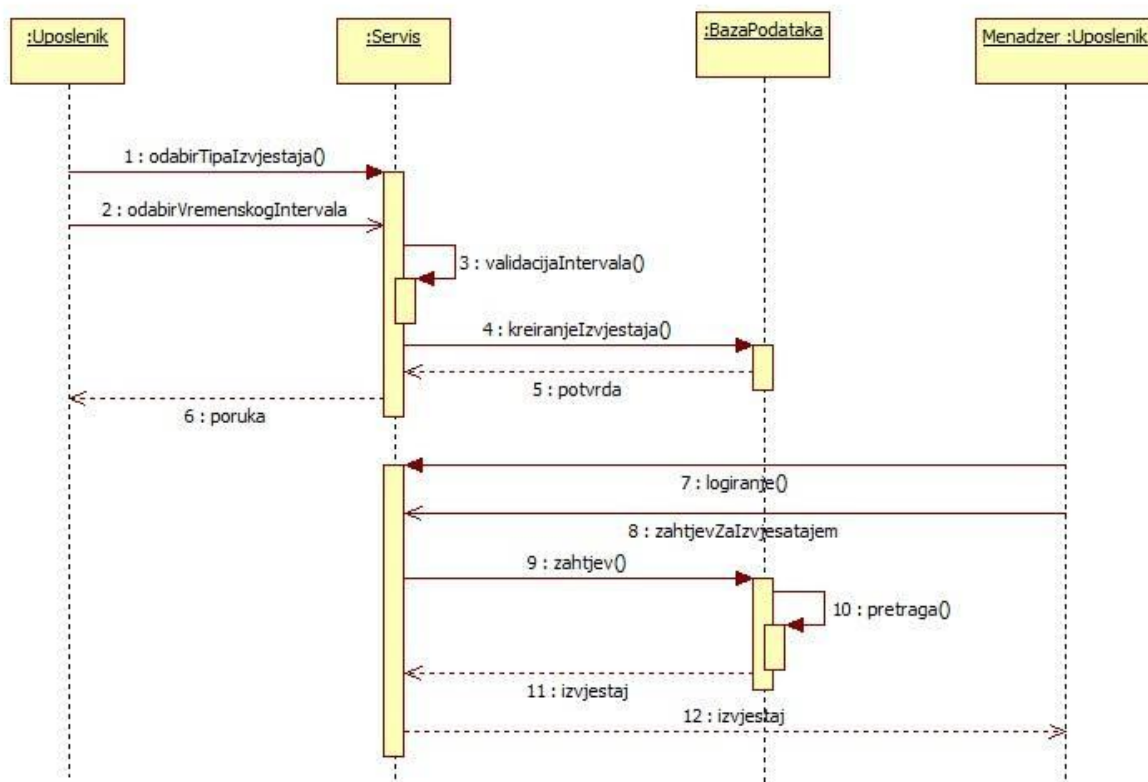 :Uposlenik
:Servis
:BazaPodataka
Menadzer :Uposlenik
1 : odabirTipaIzvjestaja()
2 : odabirVremenskogIntervala
3 : validacijaIntervala()
4 : kreiranjeIzvjestaja()
5 : potvrda
6 : poruka
7 : logiranje()
8 : zahtjevZaIzvjesatajem
9 : zahtjev()
10 : pretraga()
11 : izvjestaj
12 : izvjestaj